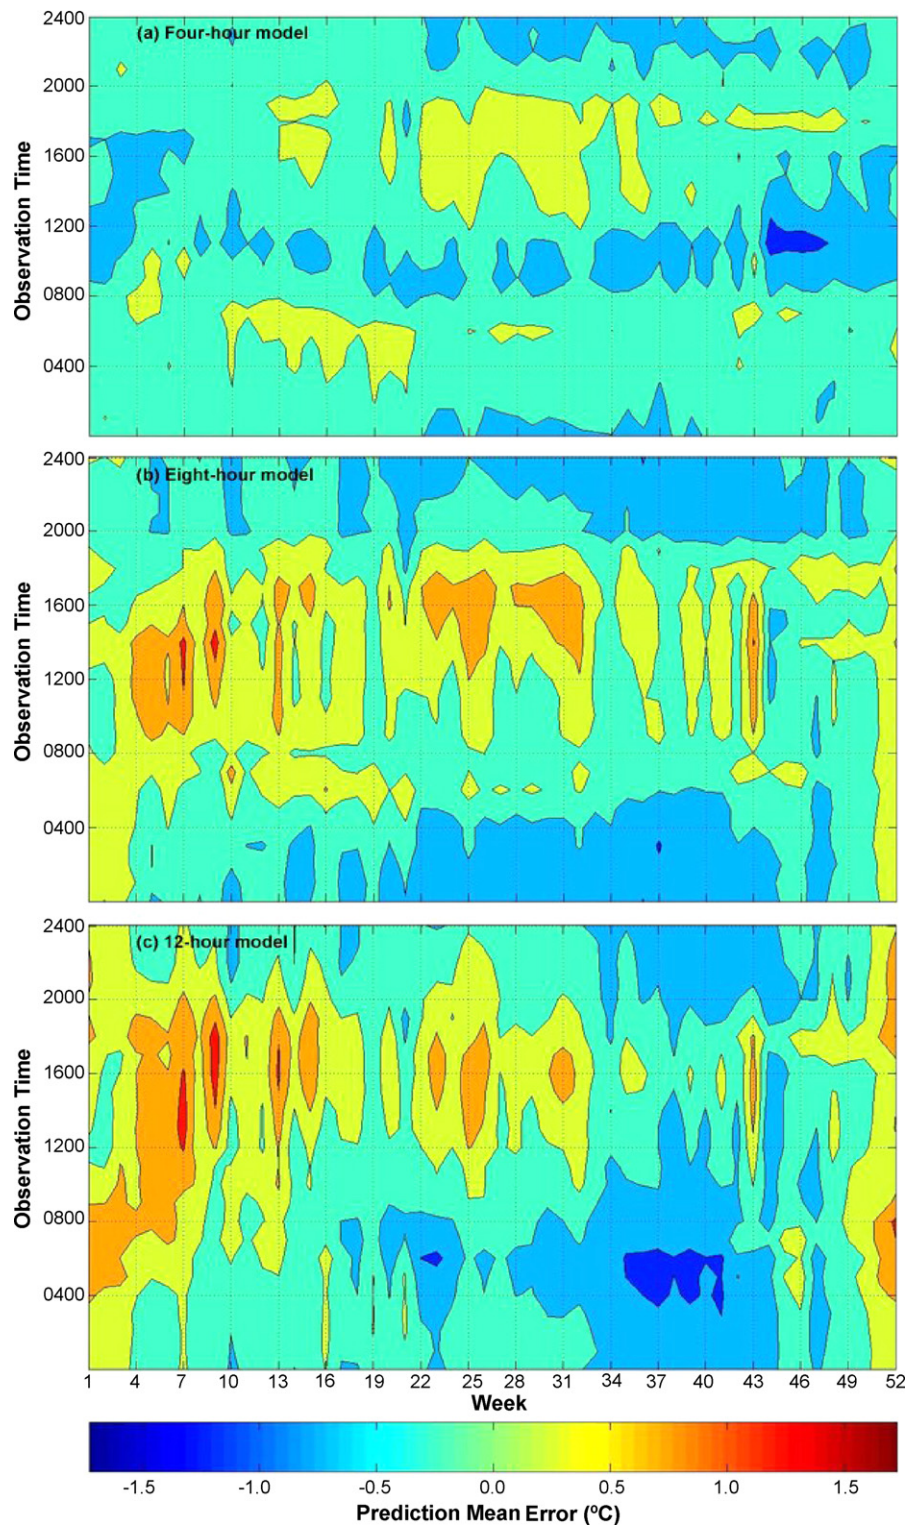 2400
(a) Four-hour model
2000
1600
1200
0800
0400
Observation Time
2400
(b) Eight-hour model
2000
1600
1200
0800
0400
Observation Time
2400
(c) 12-hour model
2000
1600
1200
0800
0400
Observation Time
1 4 7 10 13 16 19 22 25 28 31 34 37 40 43 46 49 52
Week
-1.5 -1.0 -0.5 0.0 0.5 1.0 1.5
Prediction Mean Error (ºC)